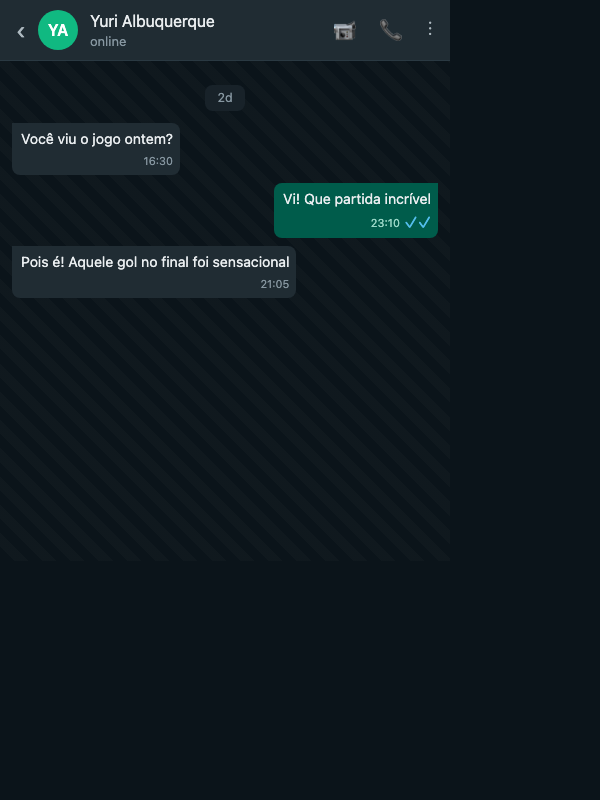 YA
Yuri Albuquerque
online
2d
Você viu o jogo ontem?
16:30
Vi! Que partida incrível
23:10
Pois é! Aquele gol no final foi sensacional
21:05